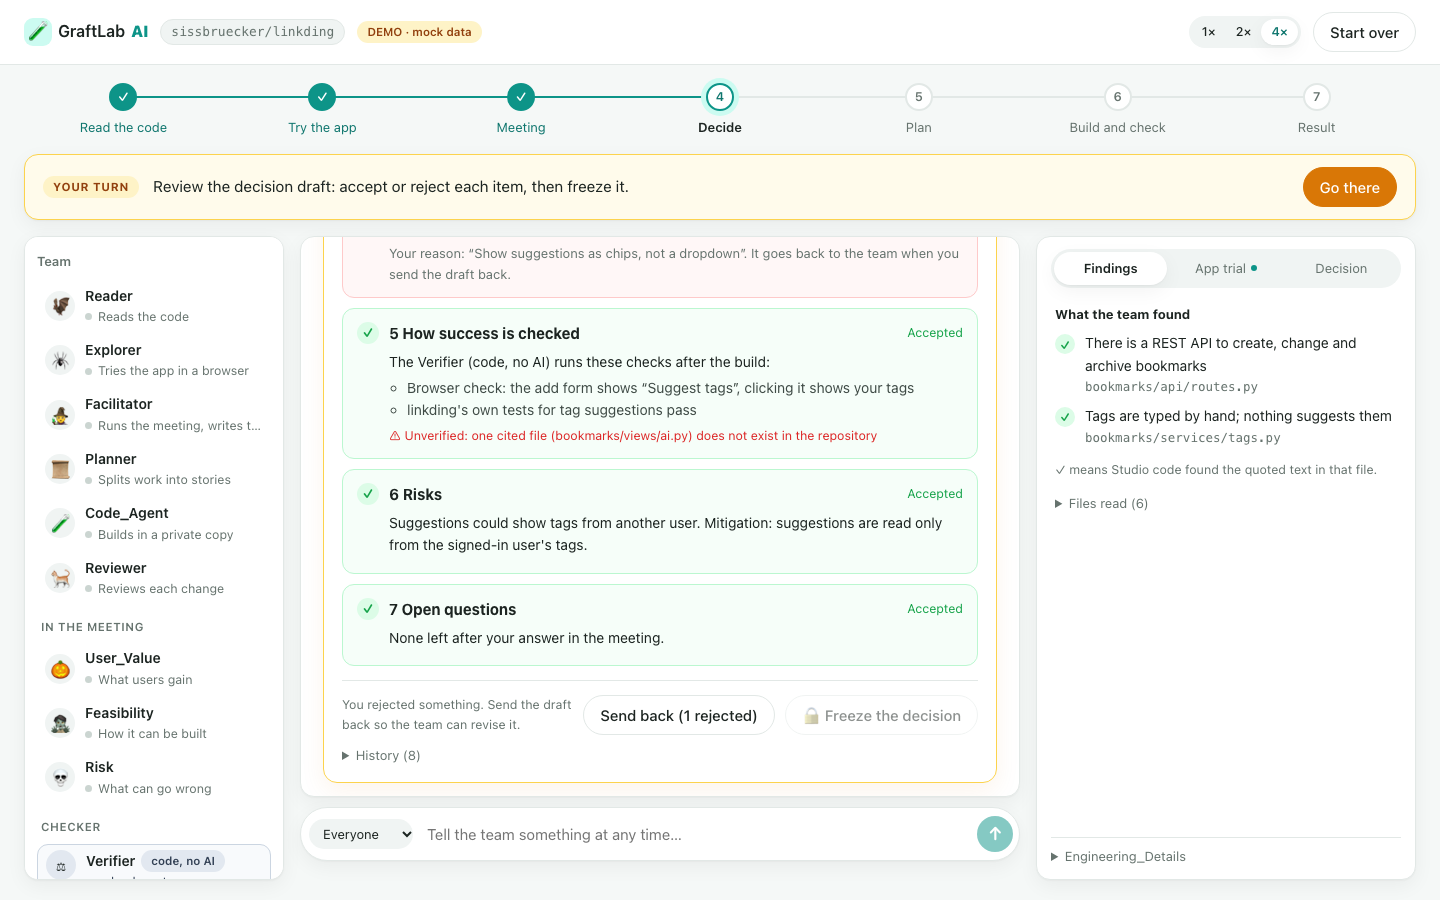 GraftLab AI
sissbruecker/linkding
DEMO · mock data
1×
2×
4×
Start over
4
5
6
7
Read the code
Try the app
Meeting
Decide
Plan
Build and check
Result
YOUR TURN
Review the decision draft: accept or reject each item, then freeze it.
Go there
Team
Reader
Reads the code
Explorer
Tries the app in a browser
Facilitator
Runs the meeting, writes t...
Planner
Splits work into stories
Code_Agent
Builds in a private copy
Reviewer
Reviews each change
IN THE MEETING
User_Value
What users gain
Feasibility
How it can be built
Risk
What can go wrong
CHECKER
Verifier
code, no AI
Your reason: “Show suggestions as chips, not a dropdown”. It goes back to the team when you
send the draft back.
5 How success is checked
Accepted
The Verifier (code, no AI) runs these checks after the build:
Browser check: the add form shows “Suggest tags”, clicking it shows your tags
linkding's own tests for tag suggestions pass
⚠ Unverified: one cited file (bookmarks/views/ai.py) does not exist in the repository
6 Risks
Accepted
Suggestions could show tags from another user. Mitigation: suggestions are read only
from the signed-in user's tags.
7 Open questions
Accepted
None left after your answer in the meeting.
You rejected something. Send the draft
back so the team can revise it.
Send back (1 rejected)
🔒 Freeze the decision
▶ History (8)
Everyone
Tell the team something at any time...
Findings
App trial
Decision
What the team found
There is a REST API to create, change and
archive bookmarks
bookmarks/api/routes.py
Tags are typed by hand; nothing suggests them
bookmarks/services/tags.py
✓ means Studio code found the quoted text in that file.
▶ Files read (6)
▶ Engineering_Details